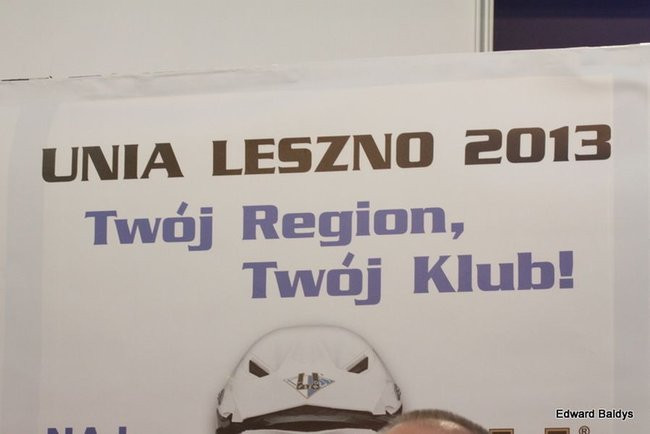 UNIA LESZNO 2013
Twój Region,
Twój Klub!
Edward Baldys